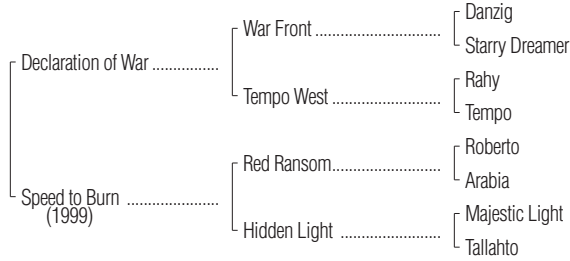 Danzig
War Front ........................................
Starry Dreamer
Declaration of War ................
Rahy
Tempo West ..................................
Tempo
Roberto
Red Ransom...................................
Arabia
Speed to Burn ......................
(1999)
Majestic Light
Hidden Light ................................
Tallahto